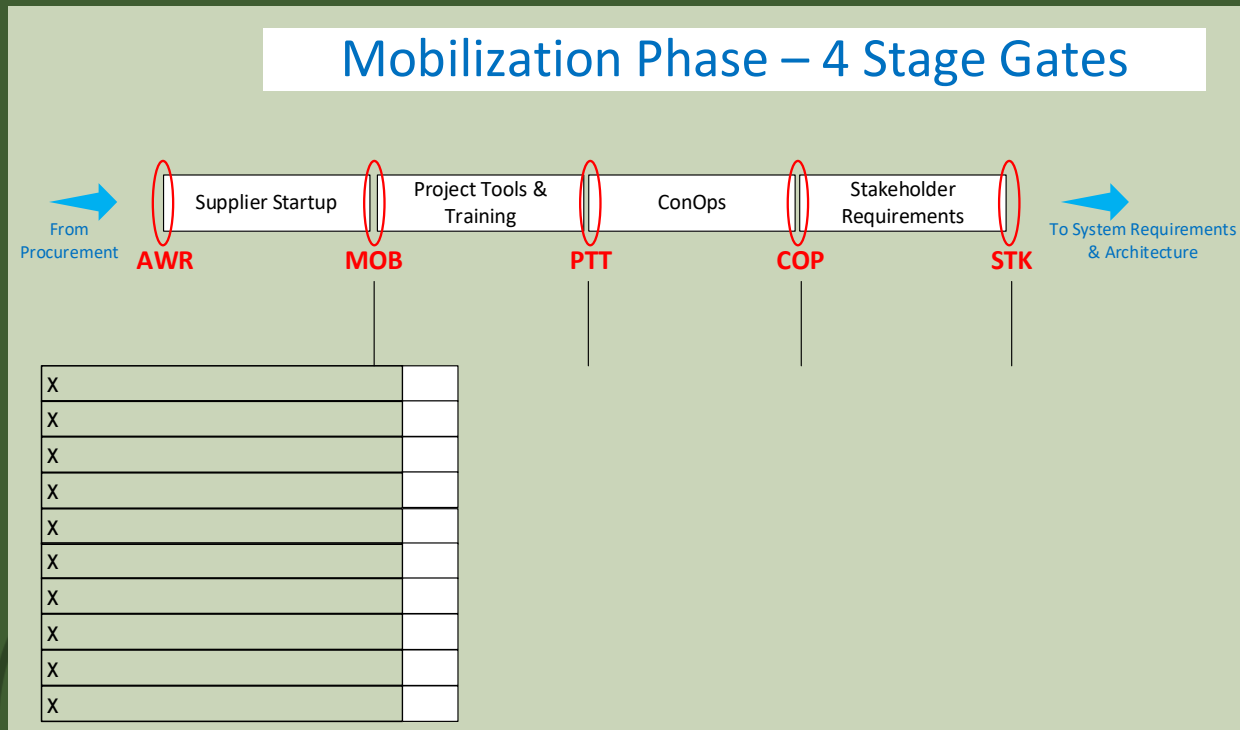 Mobilization Phase – 4 Stage Gates
From
Procurement
Supplier Startup
Project Tools &
Training
ConOps
Stakeholder
Requirements
To System Requirements
& Architecture
AWR
MOB
PTT
COP
STK
X
X
X
X
X
X
X
X
X
X